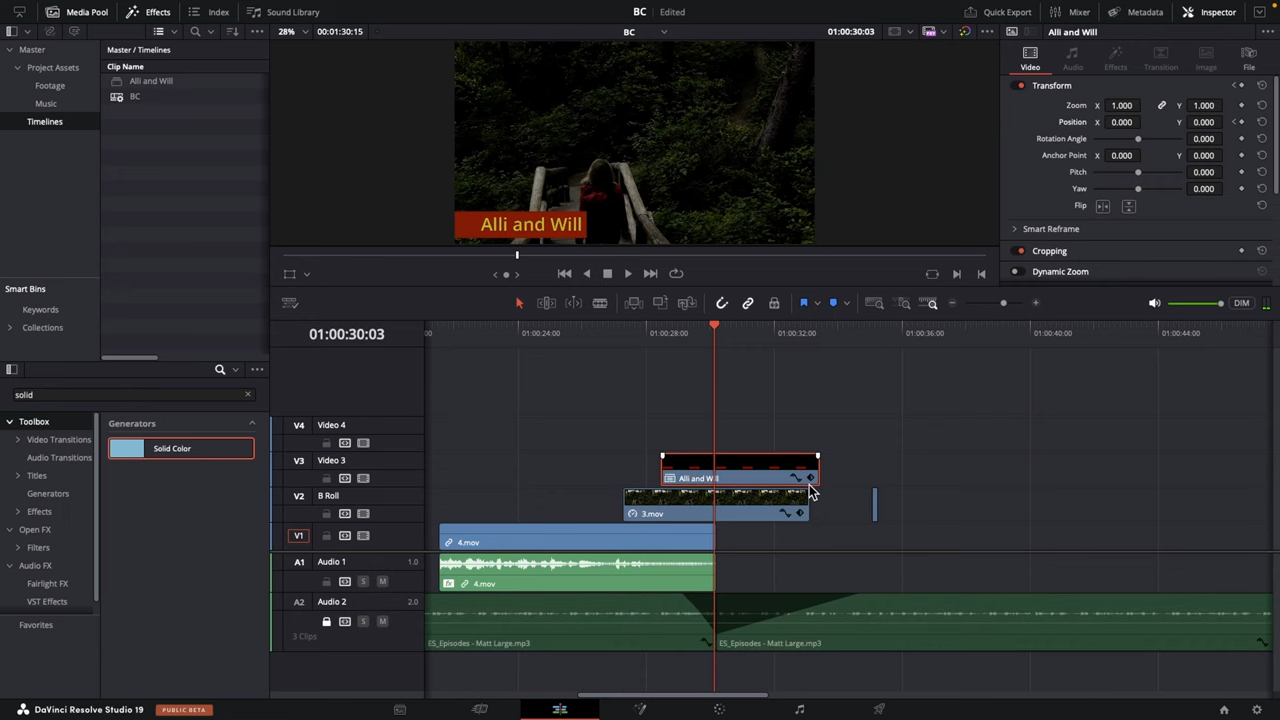 Media Pool
Effects
Index
Sound Library
BC
Edited
Quick Export
Mixer
Metadata
Inspector
28%
01:00:30:15
BC
01:00:30:03
Alli and Will
Master
Project Assets
Footage
Music
Timelines
Master / Timelines
Clip Name
Alli and Will
BC
Smart Bins
Keywords
Collections
Alli and Will
Video
Audio
Effects
Transition
Image
File
Transform
Zoom X 1.000 Y 1.000
Position X 0.000 Y 0.000
Rotation Angle 0.000
Anchor Point X 0.000 Y 0.000
Pitch 0.000
Yaw 0.000
Flip
Smart Reframe
Cropping
Dynamic Zoom
DIM
solid
Toolbox
Video Transitions
Audio Transitions
Titles
Generators
Effects
Open FX
Filters
Audio FX
Fairlight FX
VST Effects
Favorites
Generators
Solid Color
01:00:30:03
:00
01:00:24:00
01:00:28:00
01:00:32:00
01:00:36:00
01:00:40:00
01:00:44:00
V4 Video 4
V3 Video 3
Alli and Will
V2 B Roll
3.mov
V1
4.mov
A1 Audio 1 1.0
S M
fx 4.mov
A2 Audio 2 2.0
S M
3 Clips
ES_Episodes - Matt Large.mp3
ES_Episodes - Matt Large.mp3
DaVinci Resolve Studio 19
PUBLIC BETA